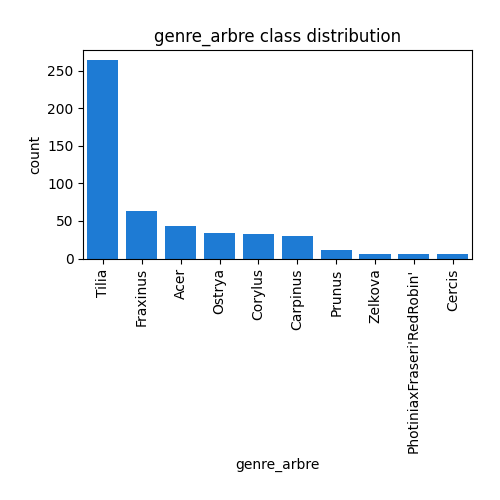 genre_arbre class distribution
count
250
200
150
100
50
0
Tilia
Fraxinus
Acer
Ostrya
Corylus
Carpinus
Prunus
Zelkova
PhotiniaxFraseri'RedRobin'
Cercis
genre_arbre